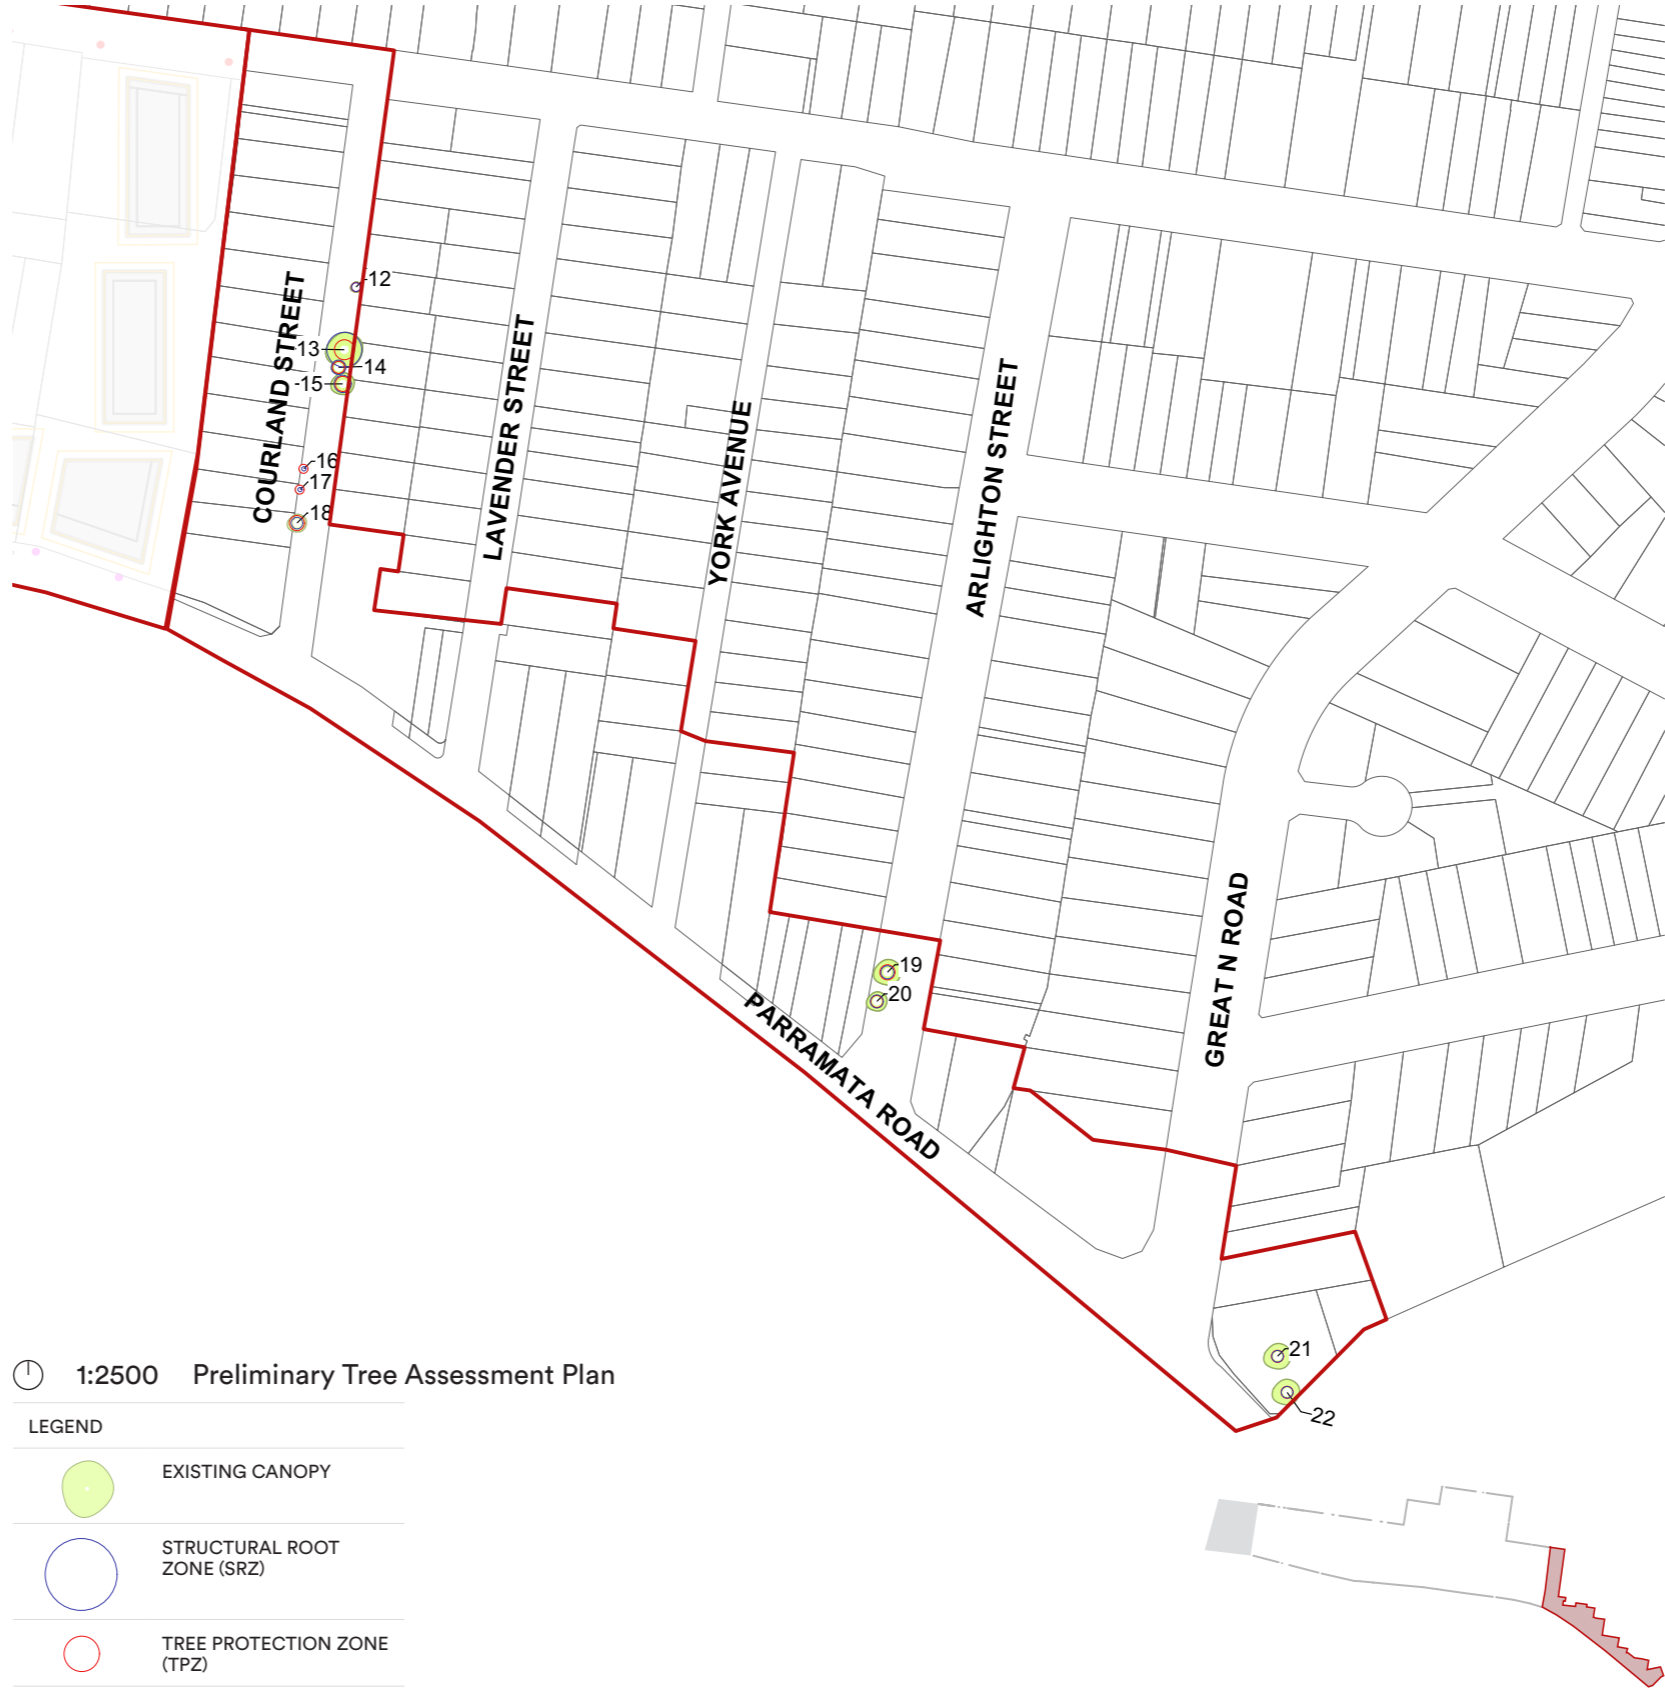 12
COURLAND STREET
13
14
15
LAVENDER STREET
ARLIGHTON STREET
YORK AVENUE
16
17
18
GREAT N ROAD
19
20
PARRAMATA ROAD
21
22
1:2500 Preliminary Tree Assessment Plan
LEGEND
EXISTING CANOPY
STRUCTURAL ROOT
ZONE (SRZ)
TREE PROTECTION ZONE
(TPZ)